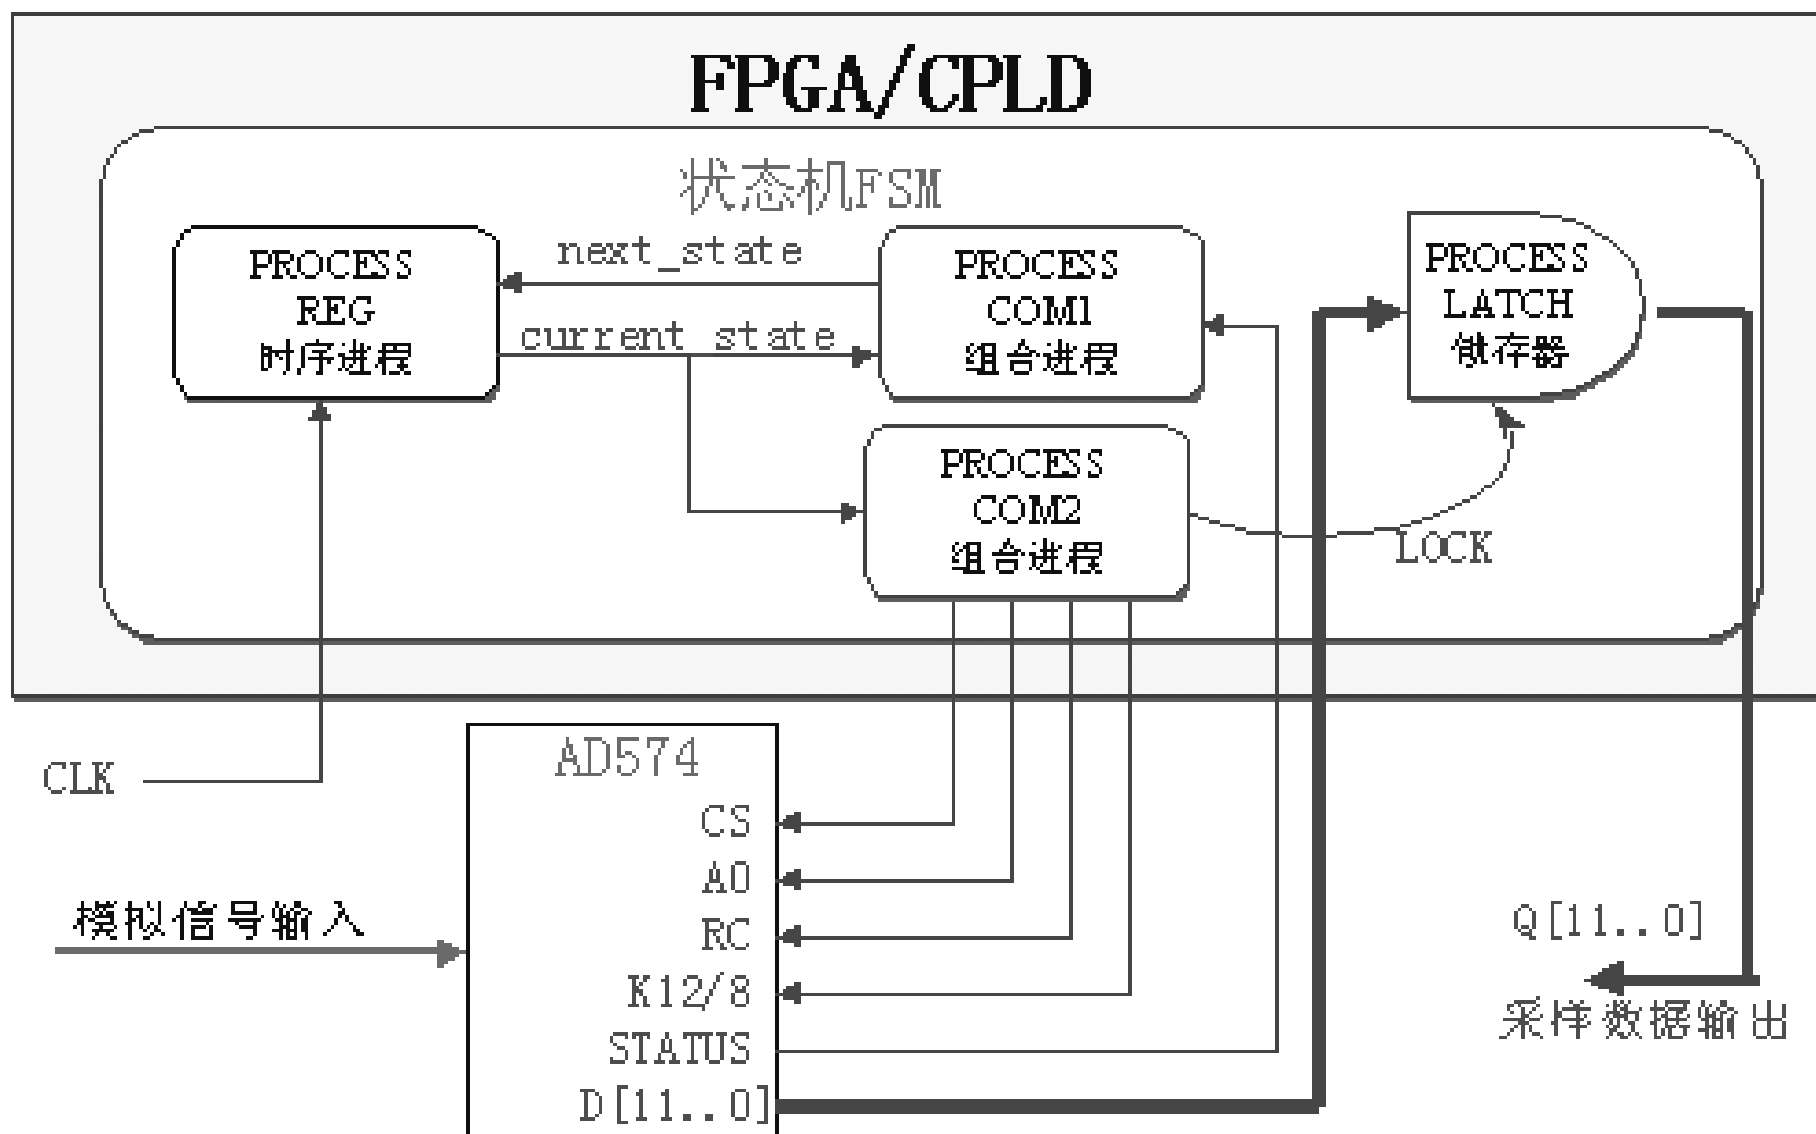 FPGA/CPLD
状态机FSM
PROCESS
REG
时序进程
next_state
current_state
PROCESS
COM1
组合进程
PROCESS
LATCH
锁存器
PROCESS
COM2
组合进程
LOCK
CLK
AD574
CS
A0
RC
K12/8
STATUS
D[11..0]
模拟信号输入
Q[11..0]
采样数据输出